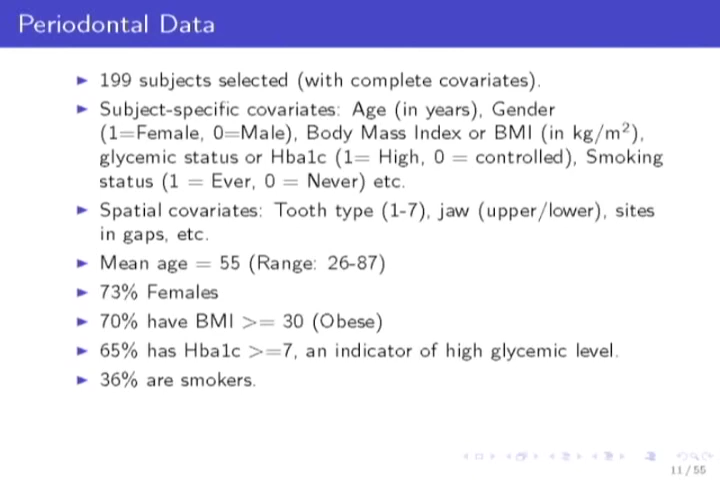 Periodontal Data
▶ 199 subjects selected (with complete covariates).
▶ Subject-specific covariates: Age (in years), Gender
(1=Female, 0=Male), Body Mass Index or BMI (in kg/m²),
glycemic status or Hba1c (1= High, 0 = controlled), Smoking
status (1 = Ever, 0 = Never) etc.
▶ Spatial covariates: Tooth type (1-7), jaw (upper/lower), sites
in gaps, etc.
▶ Mean age = 55 (Range: 26-87)
▶ 73% Females
▶ 70% have BMI >= 30 (Obese)
▶ 65% has Hba1c >=7, an indicator of high glycemic level.
▶ 36% are smokers.
11/55